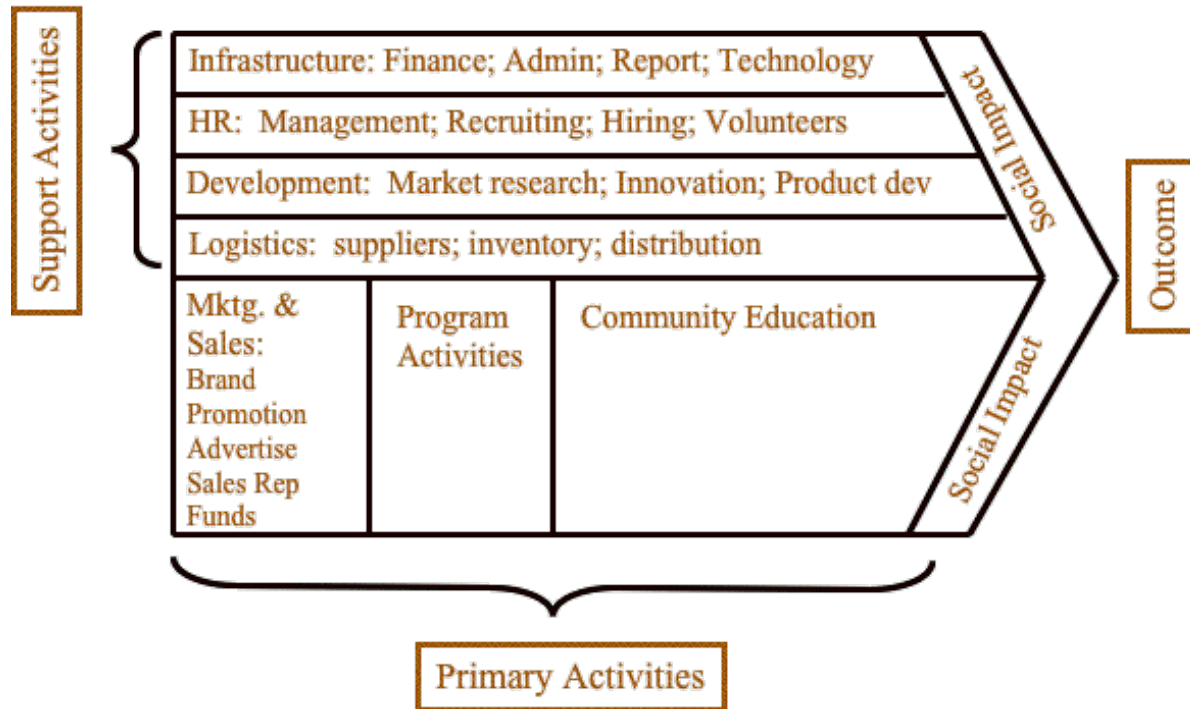 Support Activities
Infrastructure: Finance; Admin; Report; Technology
HR: Management; Recruiting; Hiring; Volunteers
Development: Market research; Innovation; Product dev
Logistics: suppliers; inventory; distribution
Mktg. &
Sales:
Brand
Promotion
Advertise
Sales Rep
Funds
Program
Activities
Community Education
Social Impact
Social Impact
Outcome
Primary Activities